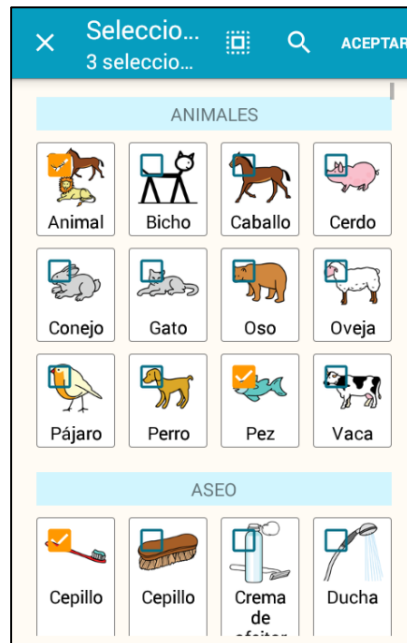 Seleccio...
3 seleccio...
ACEPTAR
ANIMALES
Animal Bicho Caballo Cerdo
Conejo Gato Oso Oveja
Pájaro Perro Pez Vaca
ASEO
Cepillo Cepillo Crema Ducha
de
afeitar